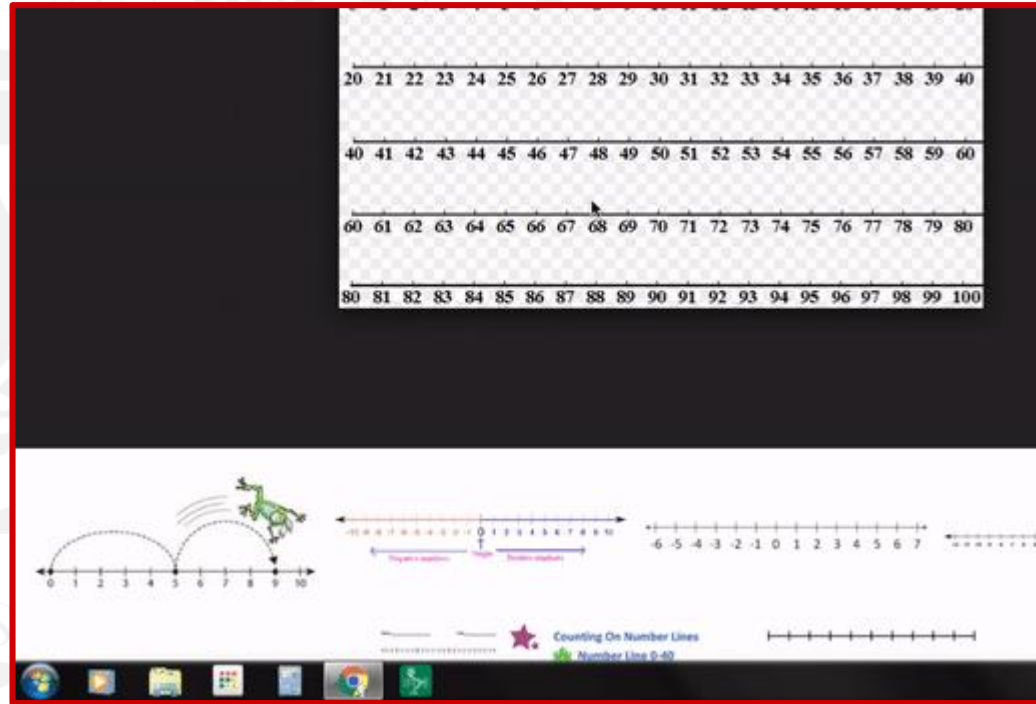 20 21 22 23 24 25 26 27 28 29 30 31 32 33 34 35 36 37 38 39 40
40 41 42 43 44 45 46 47 48 49 50 51 52 53 54 55 56 57 58 59 60
60 61 62 63 64 65 66 67 68 69 70 71 72 73 74 75 76 77 78 79 80
80 81 82 83 84 85 86 87 88 89 90 91 92 93 94 95 96 97 98 99 100
0 1 2 3 4 5 6 7 8 9 10
0 1 2 3 4 5 6 7 8 9 10
-6 -5 -4 -3 -2 -1 0 1 2 3 4 5 6 7
Counting On Number Lines
Number Line 0-40